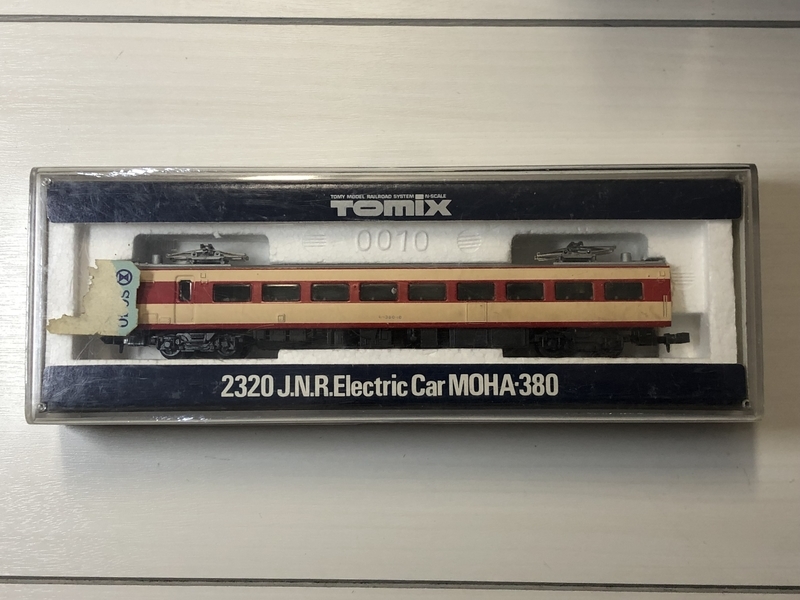 TOMY MODEL RAILROAD SYSTEM N-SCALE
TOMIX
0010
2320 J.N.R.Electric Car MOHA·380